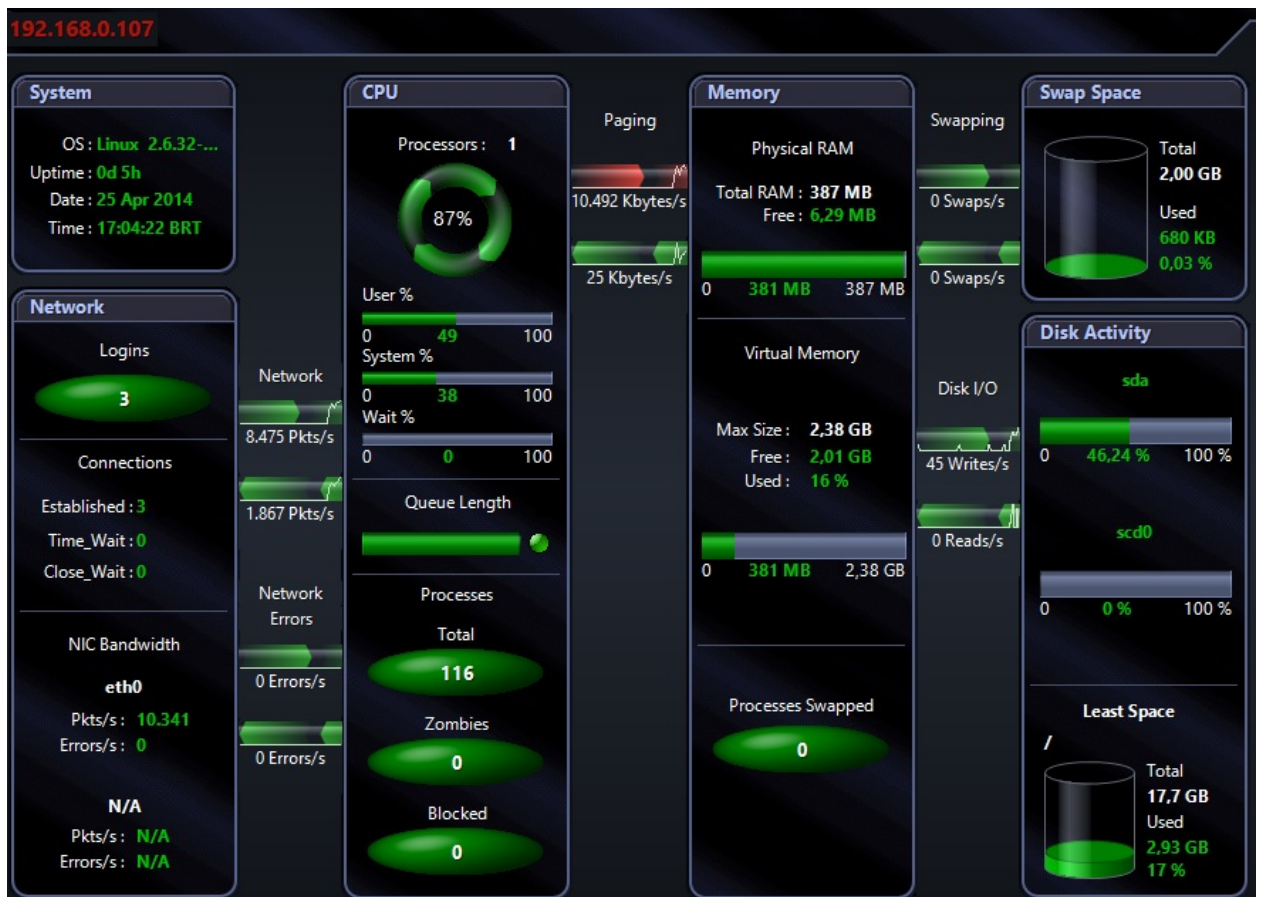 192.168.0.107
System
OS : Linux 2.6.32-...
Uptime : 0d 5h
Date : 25 Apr 2014
Time : 17:04:22 BRT
Network
Logins
3
Connections
Established : 3
Time_Wait : 0
Close_Wait : 0
NIC Bandwidth
eth0
Pkts/s : 10.341
Errors/s : 0
N/A
Pkts/s : N/A
Errors/s : N/A
Network
8.475 Pkts/s
1.867 Pkts/s
Network
Errors
0 Errors/s
0 Errors/s
CPU
Processors : 1
87%
User %
0 49 100
System %
0 38 100
Wait %
0 0 100
Queue Length
Processes
Total
116
Zombies
0
Blocked
0
Paging
10.492 Kbytes/s
25 Kbytes/s
Memory
Physical RAM
Total RAM : 387 MB
Free : 6,29 MB
0 381 MB 387 MB
Virtual Memory
Max Size : 2,38 GB
Free : 2,01 GB
Used : 16 %
0 381 MB 2,38 GB
Processes Swapped
0
Swapping
0 Swaps/s
0 Swaps/s
Disk I/O
45 Writes/s
0 Reads/s
Swap Space
Total
2,00 GB
Used
680 KB
0,03 %
Disk Activity
sda
0 46,24 % 100 %
scd0
0 0 % 100 %
Least Space
/
Total
17,7 GB
Used
2,93 GB
17 %